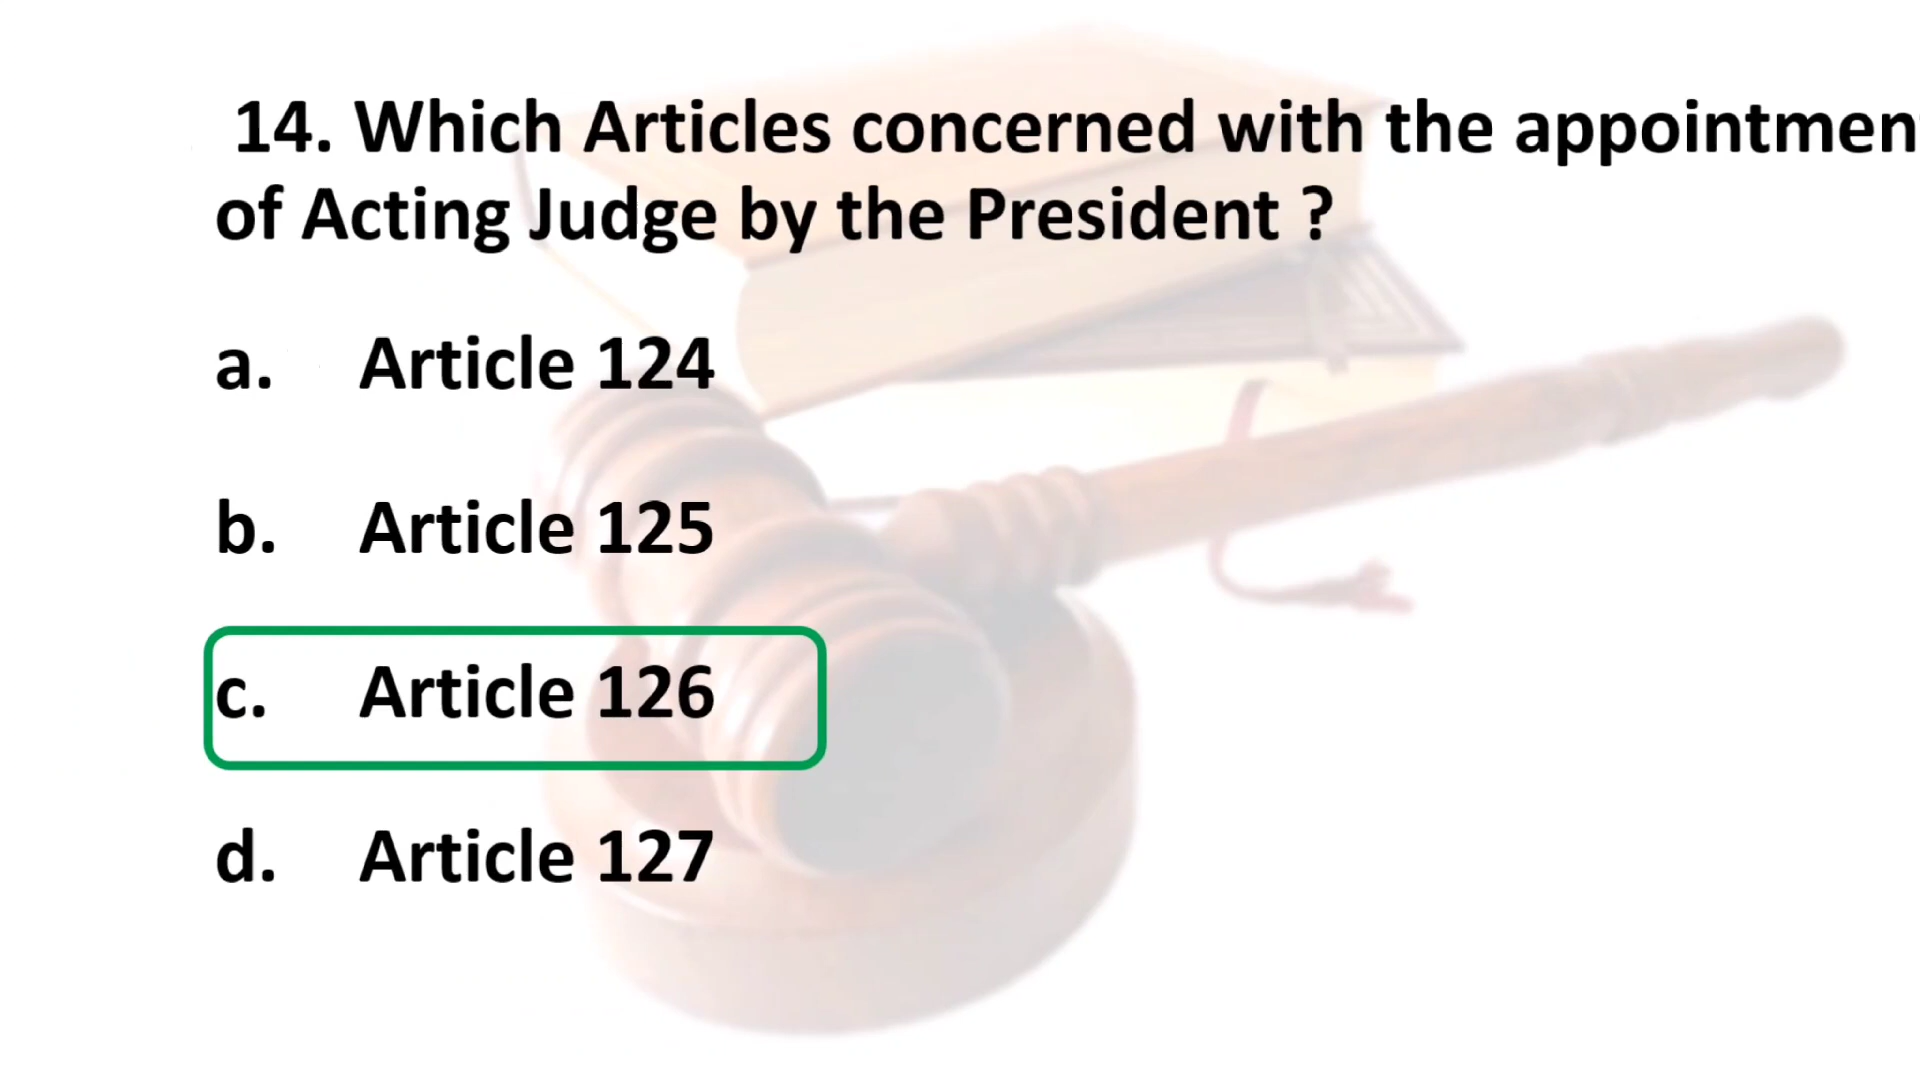 14. Which Articles concerned with the appointmen
of Acting Judge by the President ?
a. Article 124
b. Article 125
c. Article 126
d. Article 127